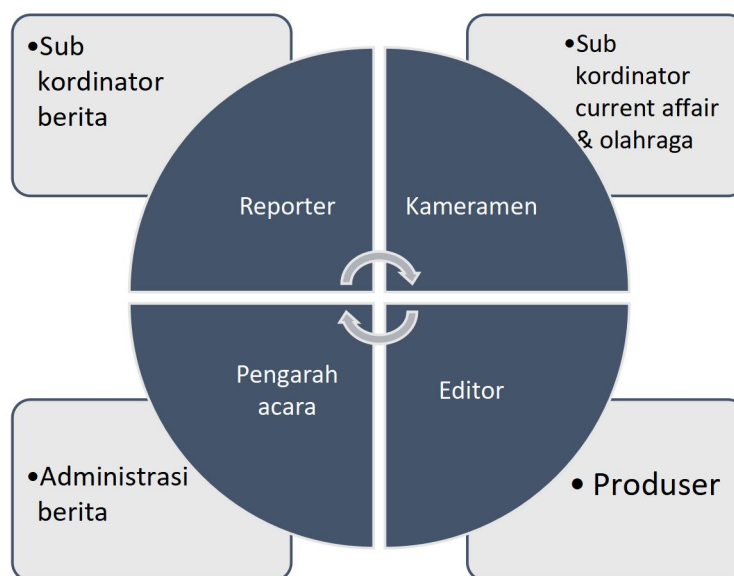 •Sub
kordinator
berita
•Sub
kordinator
current affair
& olahraga
Reporter
Kameramen
Pengarah
acara
Editor
•Administrasi
berita
• Produser